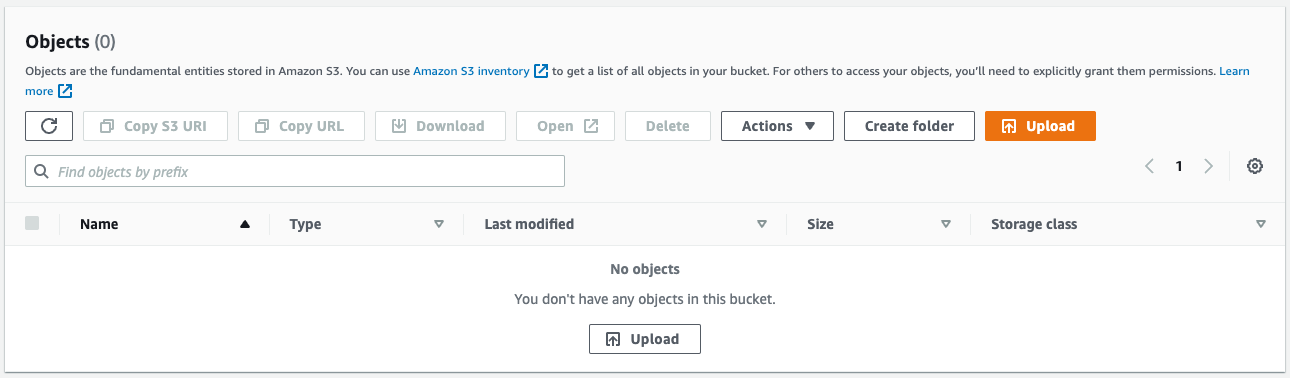 Objects (0)
Objects are the fundamental entities stored in Amazon S3. You can use Amazon S3 inventory to get a list of all objects in your bucket. For others to access your objects, you'll need to explicitly grant them permissions. Learn
more
Copy S3 URI Copy URL Download Open Delete Actions Create folder Upload
Find objects by prefix 1
Name Type Last modified Size Storage class
No objects
You don't have any objects in this bucket.
Upload